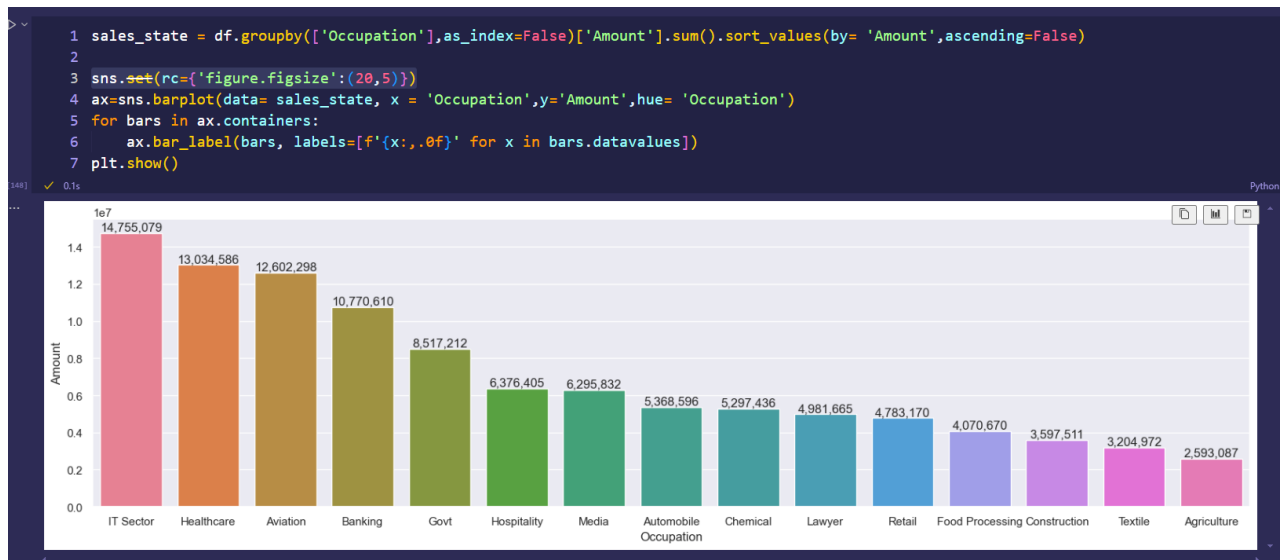 1 sales_state = df.groupby(['Occupation'],as_index=False)['Amount'].sum().sort_values(by= 'Amount',ascending=False)
2
3 sns.set(rc={'figure.figsize':(20,5)})
4 ax=sns.barplot(data= sales_state, x = 'Occupation',y='Amount',hue= 'Occupation')
5 for bars in ax.containers:
6     ax.bar_label(bars, labels=[f'{x:,.0f}' for x in bars.datavalues])
7 plt.show()
[148] ✓ 0.1s Python
...
1e7
14,755,079
13,034,586
12,602,298
10,770,610
8,517,212
6,376,405
6,295,832
5,368,596
5,297,436
4,981,665
4,783,170
4,070,670
3,597,511
3,204,972
2,593,087
1.4
1.2
1.0
0.8
0.6
0.4
0.2
0.0
Amount
IT Sector Healthcare Aviation Banking Govt Hospitality Media Automobile Chemical Lawyer Retail Food Processing Construction Textile Agriculture
Occupation